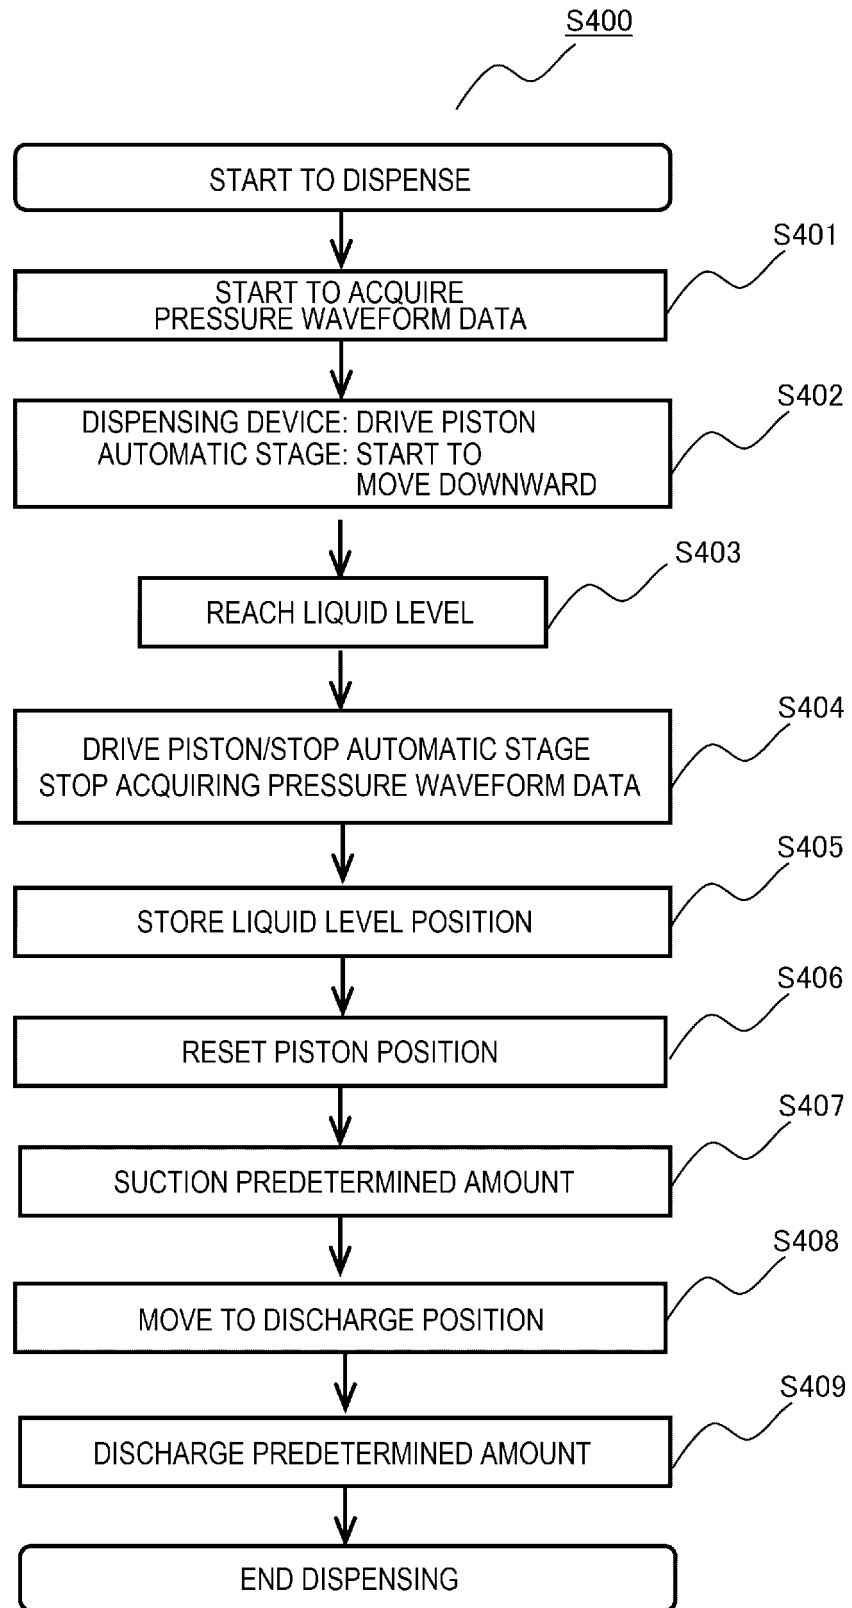 S400
START TO DISPENSE
S401
START TO ACQUIRE
PRESSURE WAVEFORM DATA
S402
DISPENSING DEVICE: DRIVE PISTON
AUTOMATIC STAGE: START TO
MOVE DOWNWARD
S403
REACH LIQUID LEVEL
S404
DRIVE PISTON/STOP AUTOMATIC STAGE
STOP ACQUIRING PRESSURE WAVEFORM DATA
S405
STORE LIQUID LEVEL POSITION
S406
RESET PISTON POSITION
S407
SUCTION PREDETERMINED AMOUNT
S408
MOVE TO DISCHARGE POSITION
S409
DISCHARGE PREDETERMINED AMOUNT
END DISPENSING